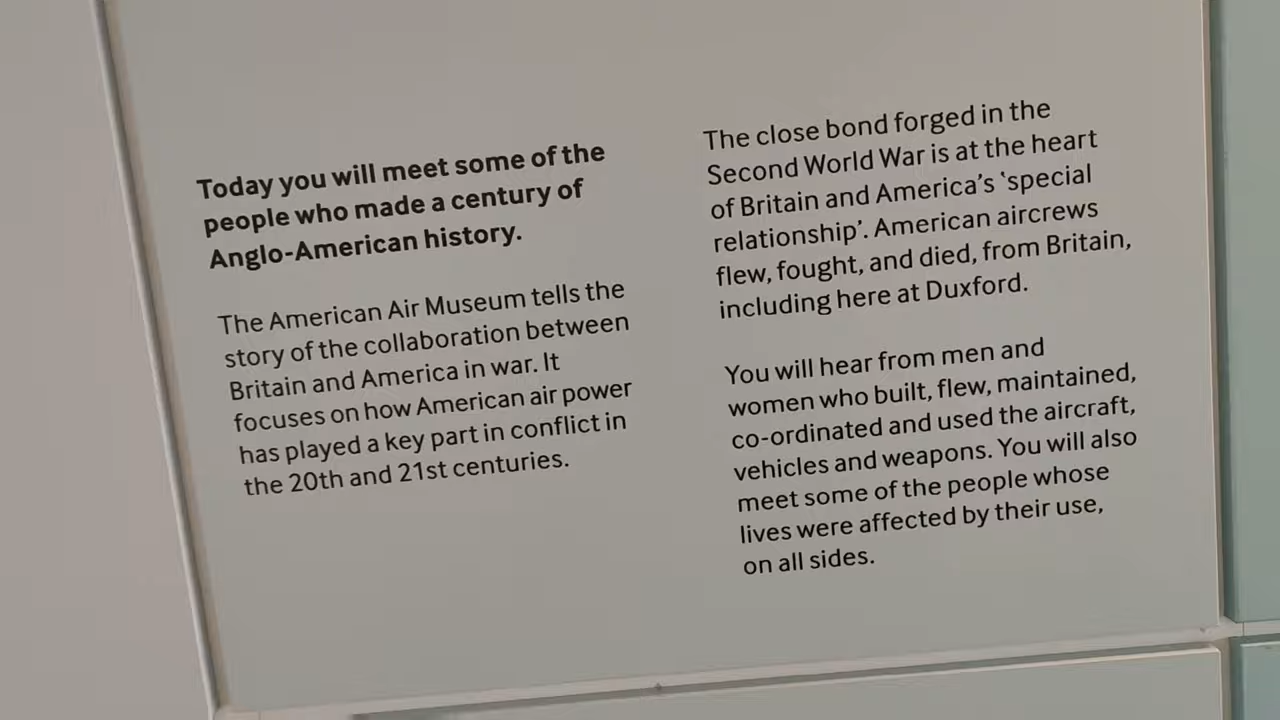 Today you will meet some of the
people who made a century of
Anglo-American history.
The American Air Museum tells the
story of the collaboration between
Britain and America in war. It
focuses on how American air power
has played a key part in conflict in
the 20th and 21st centuries.
The close bond forged in the
Second World War is at the heart
of Britain and America's ‘special
relationship’. American aircrews
flew, fought, and died, from Britain,
including here at Duxford.
You will hear from men and
women who built, flew, maintained,
co-ordinated and used the aircraft,
vehicles and weapons. You will also
meet some of the people whose
lives were affected by their use,
on all sides.